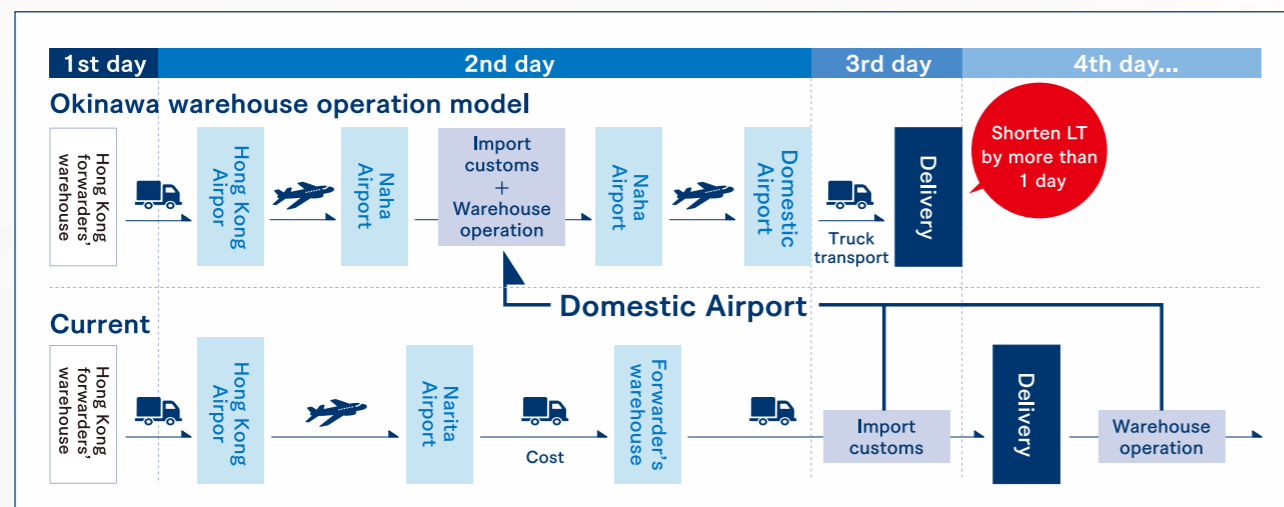 1st day
2nd day
3rd day
4th day...
Okinawa warehouse operation model
Hong Kong
forwarders'
warehouse
Hong Kong
Airpor
Naha
Airport
Import
customs
+
Warehouse
operation
Naha
Airport
Domestic
Airport
Truck
transport
Delivery
Shorten LT
by more than
1 day
Domestic Airport
Current
Hong Kong
forwarders'
warehouse
Hong Kong
Airpor
Narita
Airport
Cost
Forwarder's
warehouse
Import
customs
Delivery
Warehouse
operation